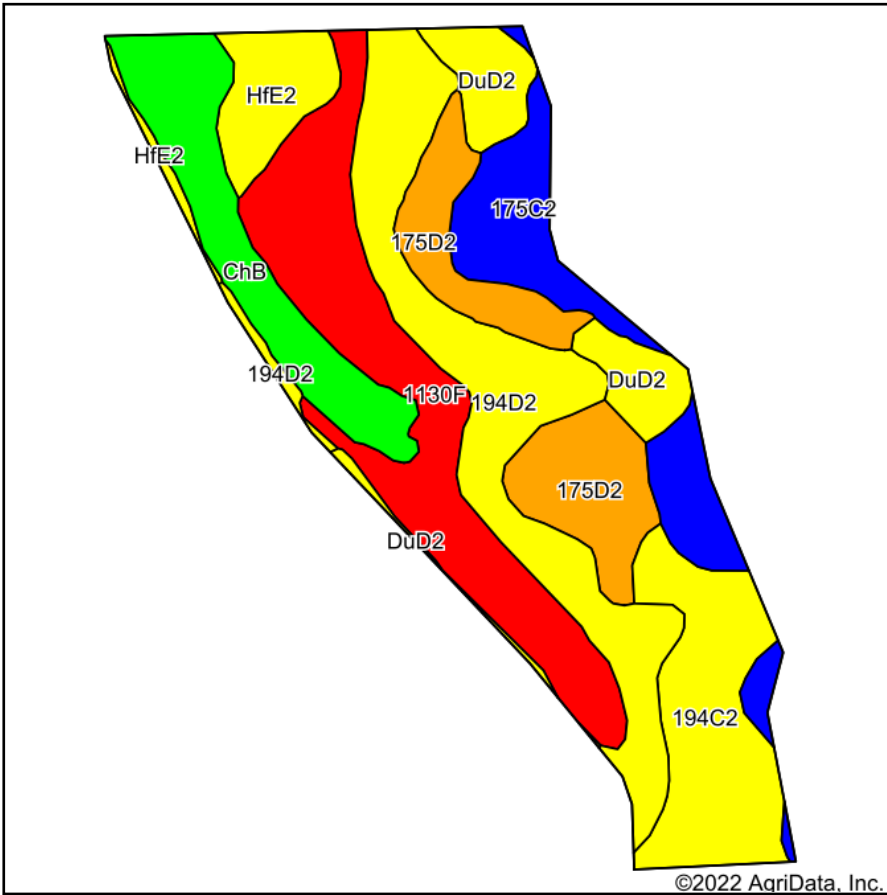 DuD2
HfE2
HfE2
175C2
175D2
ChB
194D2
1130F
194D2
DuD2
175D2
DuD2
194C2
©2022 AgriData, Inc.